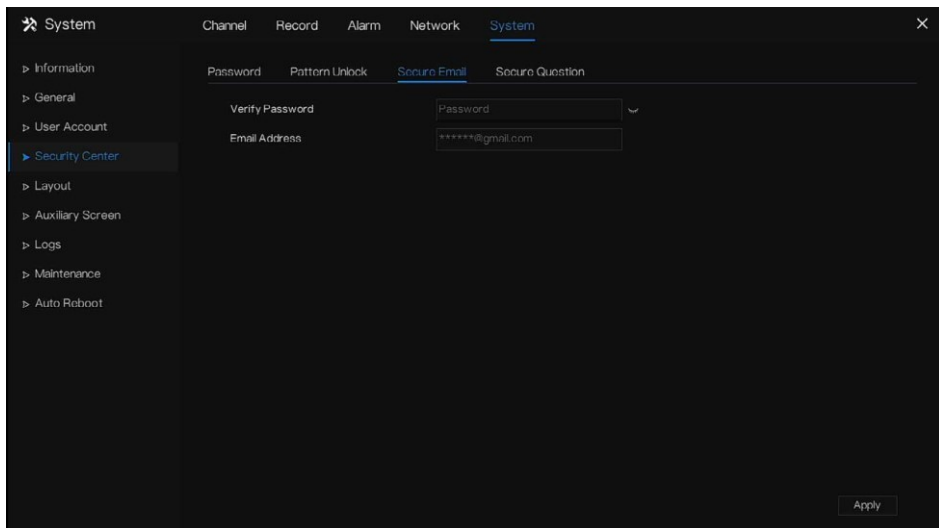 System
Channel Record Alarm Network System
Information
General
User Account
Security Center
Layout
Auxiliary Screen
Logs
Maintenance
Auto Reboot
Password Pattern Unlock Secure Email Secure Question
Verify Password Password
Email Address ******@gmail.com
Apply